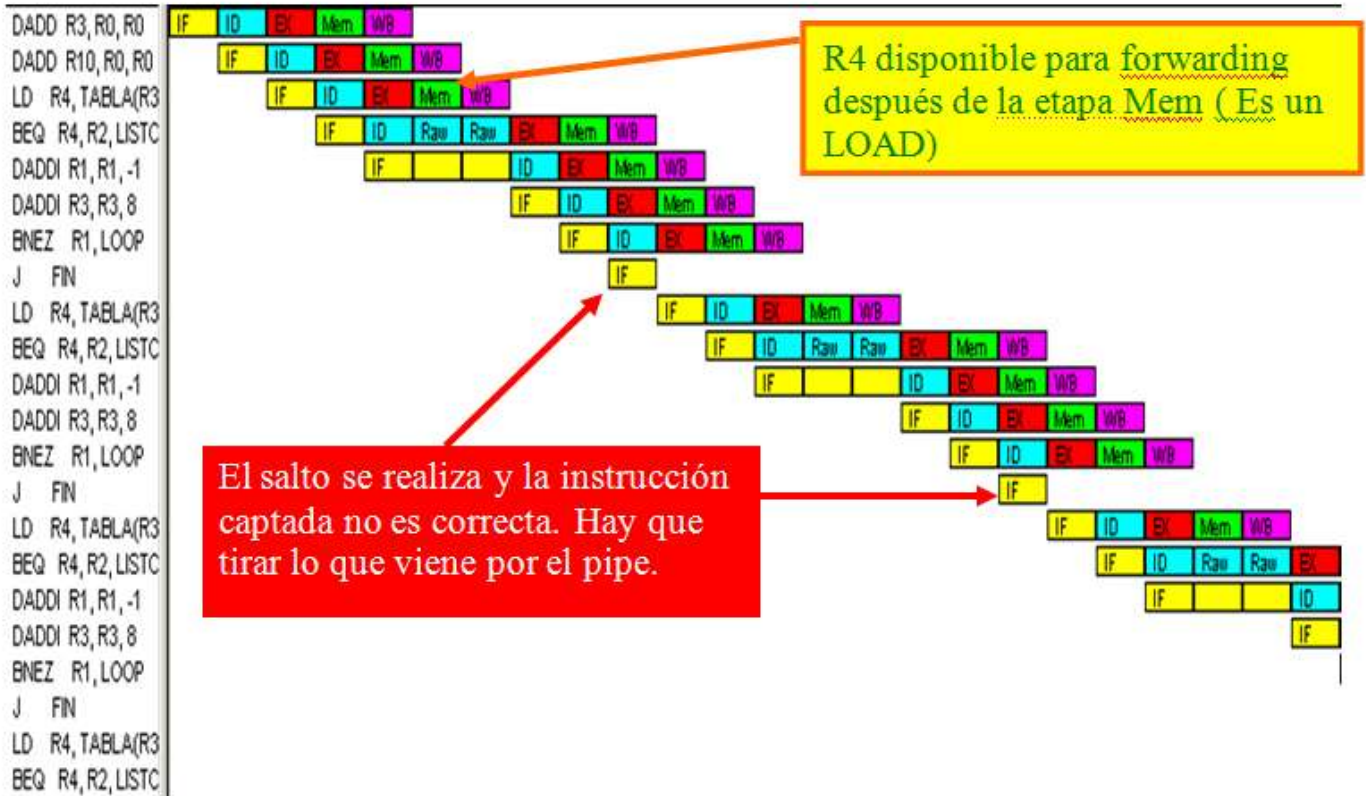 DADD R3, R0, R0 IF ID EX Mem WB
DADD R10, R0, R0 IF ID EX Mem WB
LD R4, TABLA(R3 IF ID EX Mem WB
BEQ R4, R2, LISTC IF ID Raw Raw EX Mem WB
DADDI R1, R1, -1 IF ID EX Mem WB
DADDI R3, R3, 8 IF ID EX Mem WB
BNEZ R1, LOOP IF ID EX Mem WB
J FIN IF
LD R4, TABLA(R3 IF ID EX Mem WB
BEQ R4, R2, LISTC IF ID Raw Raw EX Mem WB
DADDI R1, R1, -1 IF ID EX Mem WB
DADDI R3, R3, 8 IF ID EX Mem WB
BNEZ R1, LOOP IF ID EX Mem WB
J FIN IF
LD R4, TABLA(R3 IF ID EX Mem WB
BEQ R4, R2, LISTC IF ID Raw Raw EX
DADDI R1, R1, -1 IF ID
DADDI R3, R3, 8 IF
BNEZ R1, LOOP
J FIN
LD R4, TABLA(R3
BEQ R4, R2, LISTC
R4 disponible para forwarding
después de la etapa Mem ( Es un
LOAD)
El salto se realiza y la instrucción
captada no es correcta. Hay que
tirar lo que viene por el pipe.